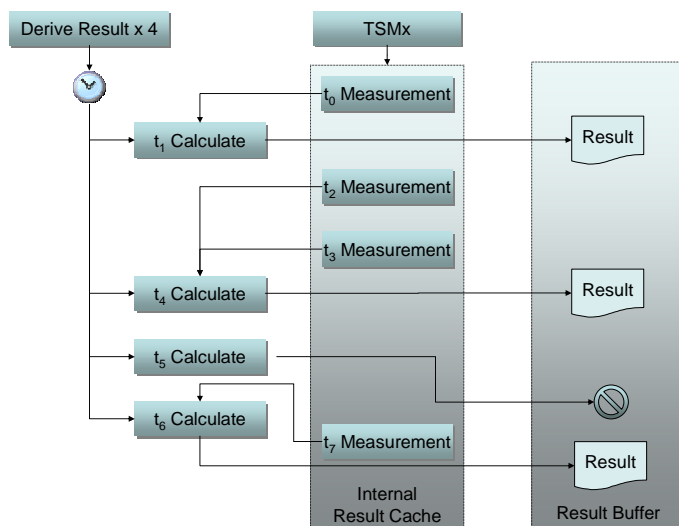 Derive Result x 4
TSMx
t₀ Measurement
t₁ Calculate
Result
t₂ Measurement
t₃ Measurement
t₄ Calculate
Result
t₅ Calculate
t₆ Calculate
t₇ Measurement
Result
Internal
Result Cache
Result Buffer